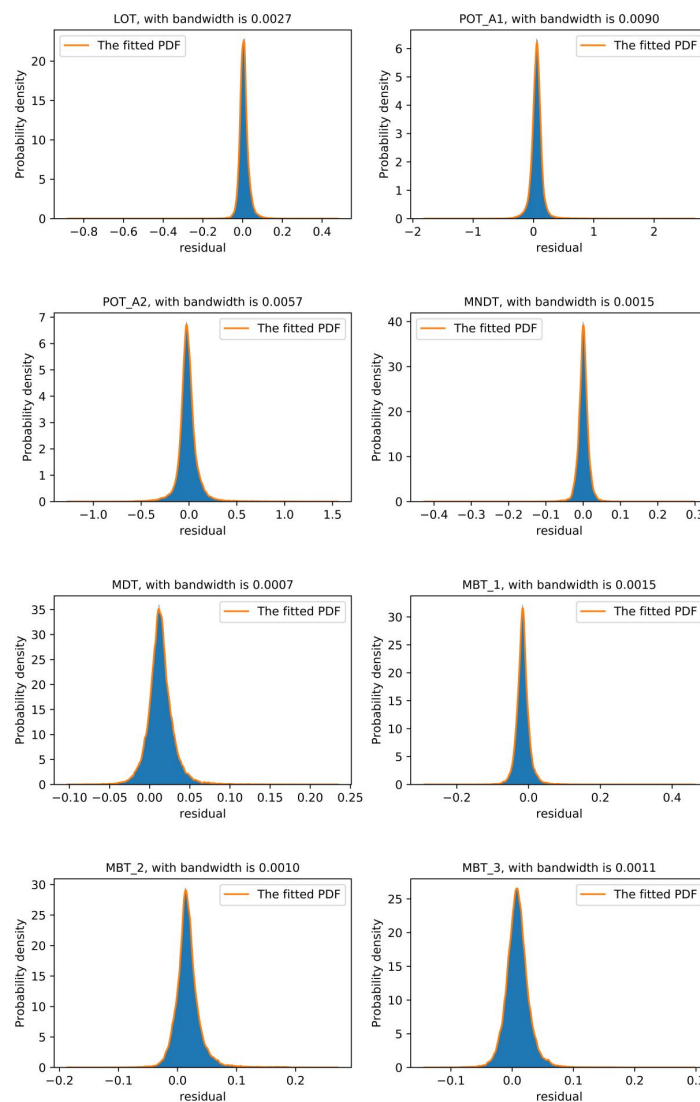 LOT, with bandwidth is 0.0027
The fitted PDF
Probability density
20
15
10
5
0
−0.8 −0.6 −0.4 −0.2 0.0 0.2 0.4
residual
POT_A1, with bandwidth is 0.0090
The fitted PDF
Probability density
6
5
4
3
2
1
0
−2 −1 0 1 2
residual
POT_A2, with bandwidth is 0.0057
The fitted PDF
Probability density
7
6
5
4
3
2
1
0
−1.0 −0.5 0.0 0.5 1.0 1.5
residual
MNDT, with bandwidth is 0.0015
The fitted PDF
Probability density
40
30
20
10
0
−0.4 −0.3 −0.2 −0.1 0.0 0.1 0.2 0.3
residual
MDT, with bandwidth is 0.0007
The fitted PDF
Probability density
35
30
25
20
15
10
5
0
−0.10 −0.05 0.00 0.05 0.10 0.15 0.20 0.25
residual
MBT_1, with bandwidth is 0.0015
The fitted PDF
Probability density
30
25
20
15
10
5
0
−0.2 0.0 0.2 0.4
residual
MBT_2, with bandwidth is 0.0010
The fitted PDF
Probability density
30
25
20
15
10
5
0
−0.2 −0.1 0.0 0.1 0.2
residual
MBT_3, with bandwidth is 0.0011
The fitted PDF
Probability density
25
20
15
10
5
0
−0.1 0.0 0.1 0.2 0.3
residual